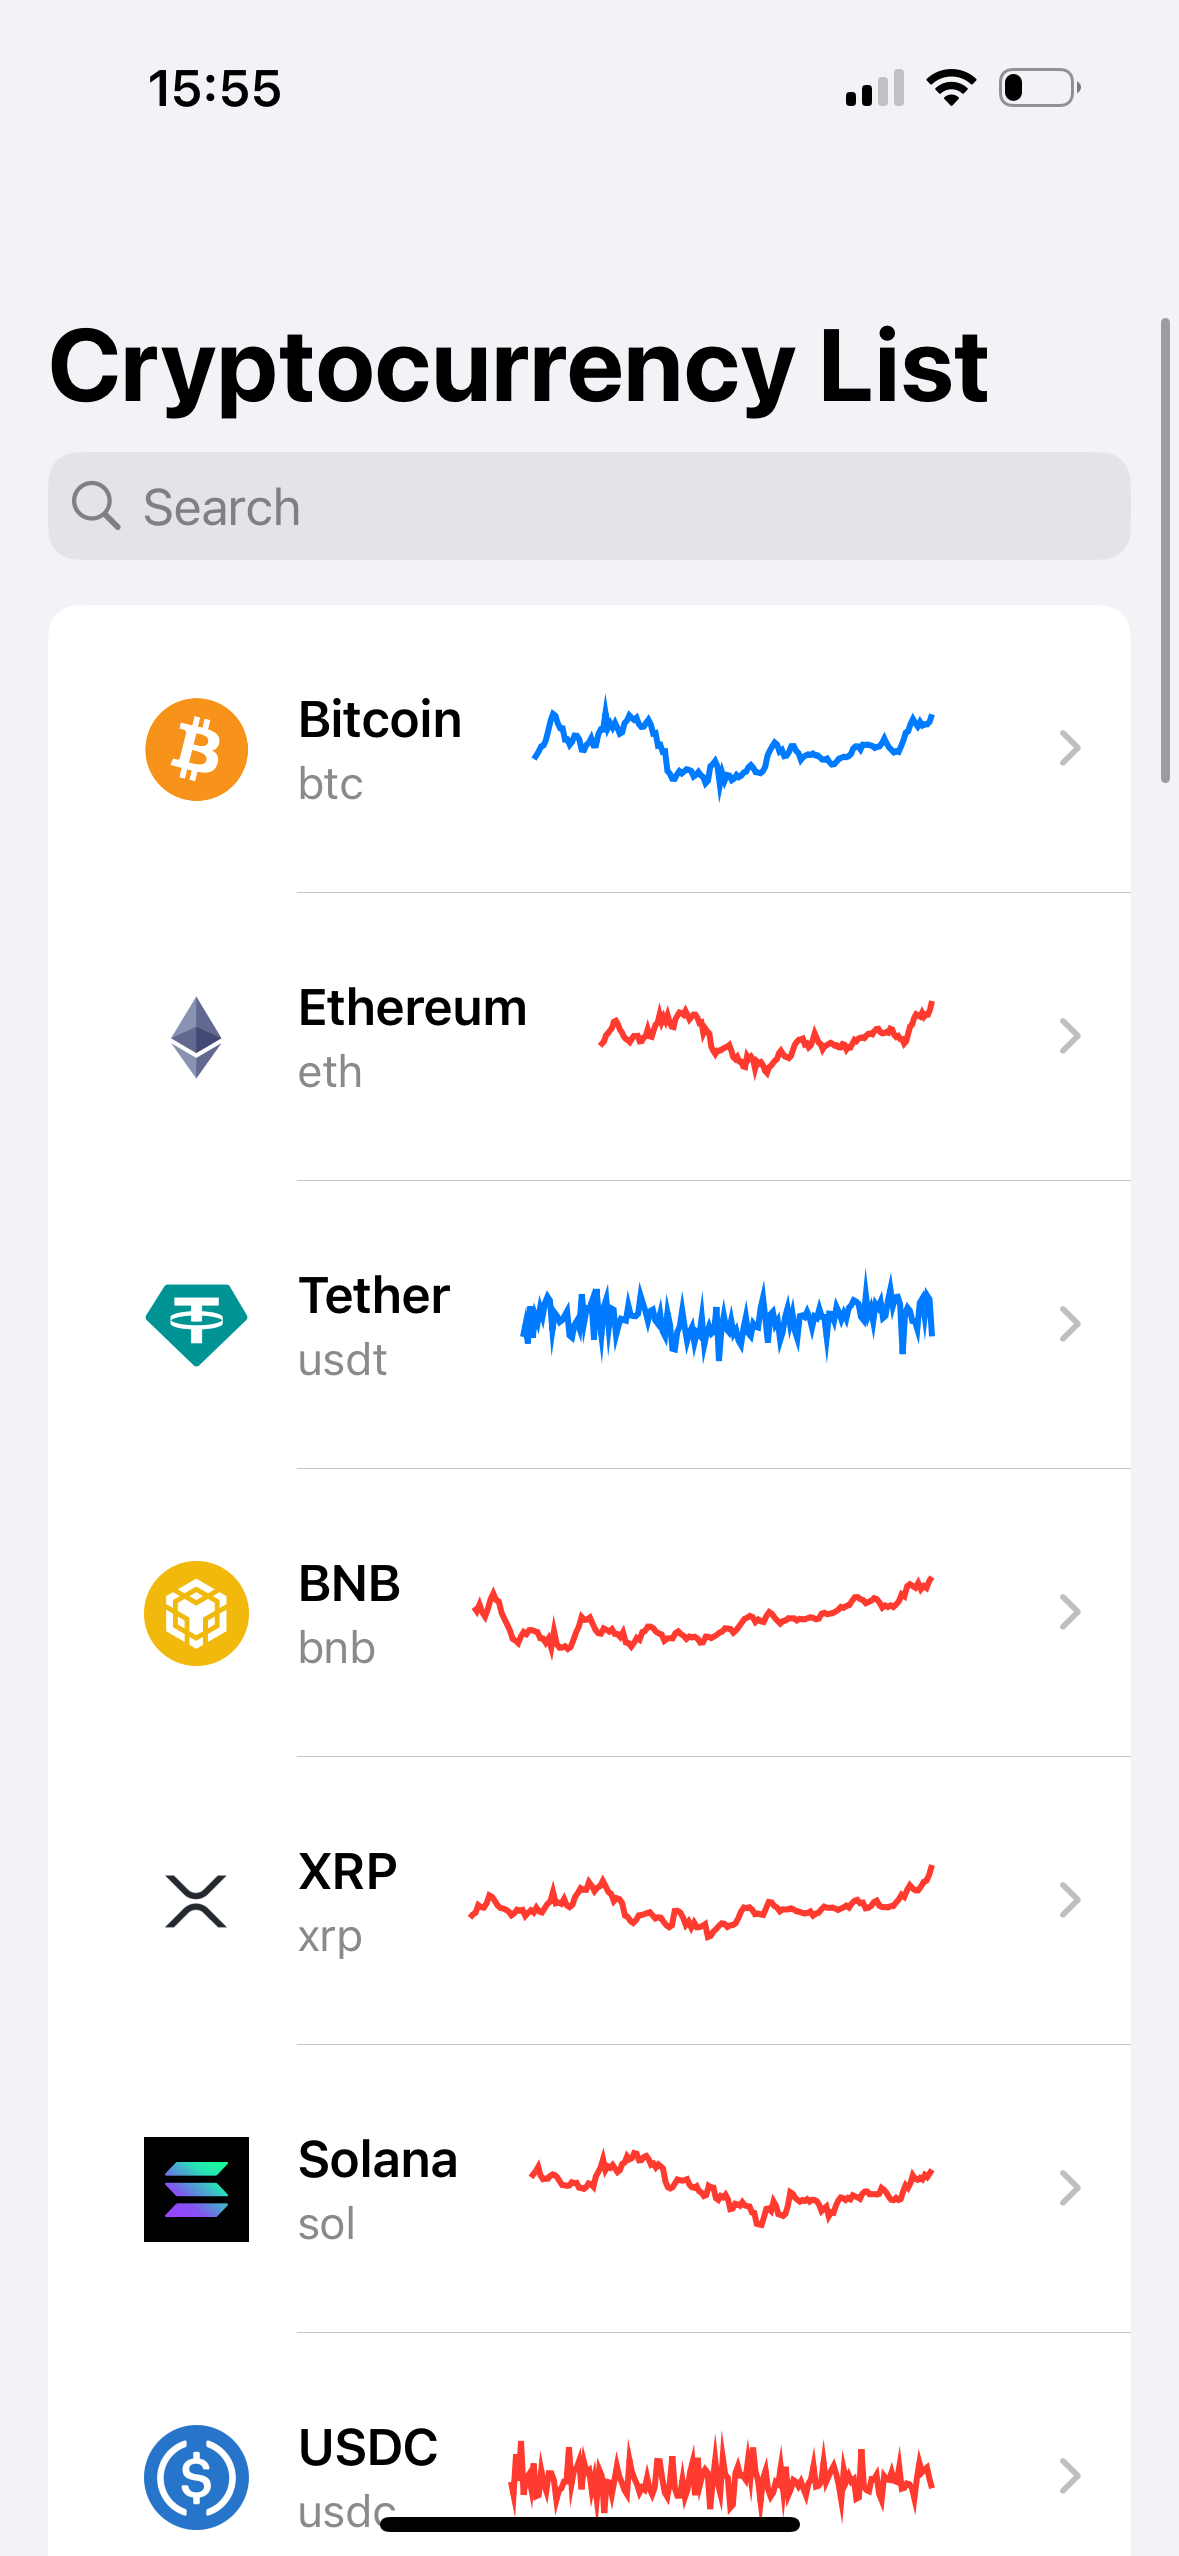 15:55
Cryptocurrency List
Search
Bitcoin
btc
Ethereum
eth
Tether
usdt
BNB
bnb
XRP
xrp
Solana
sol
USDC
usdc